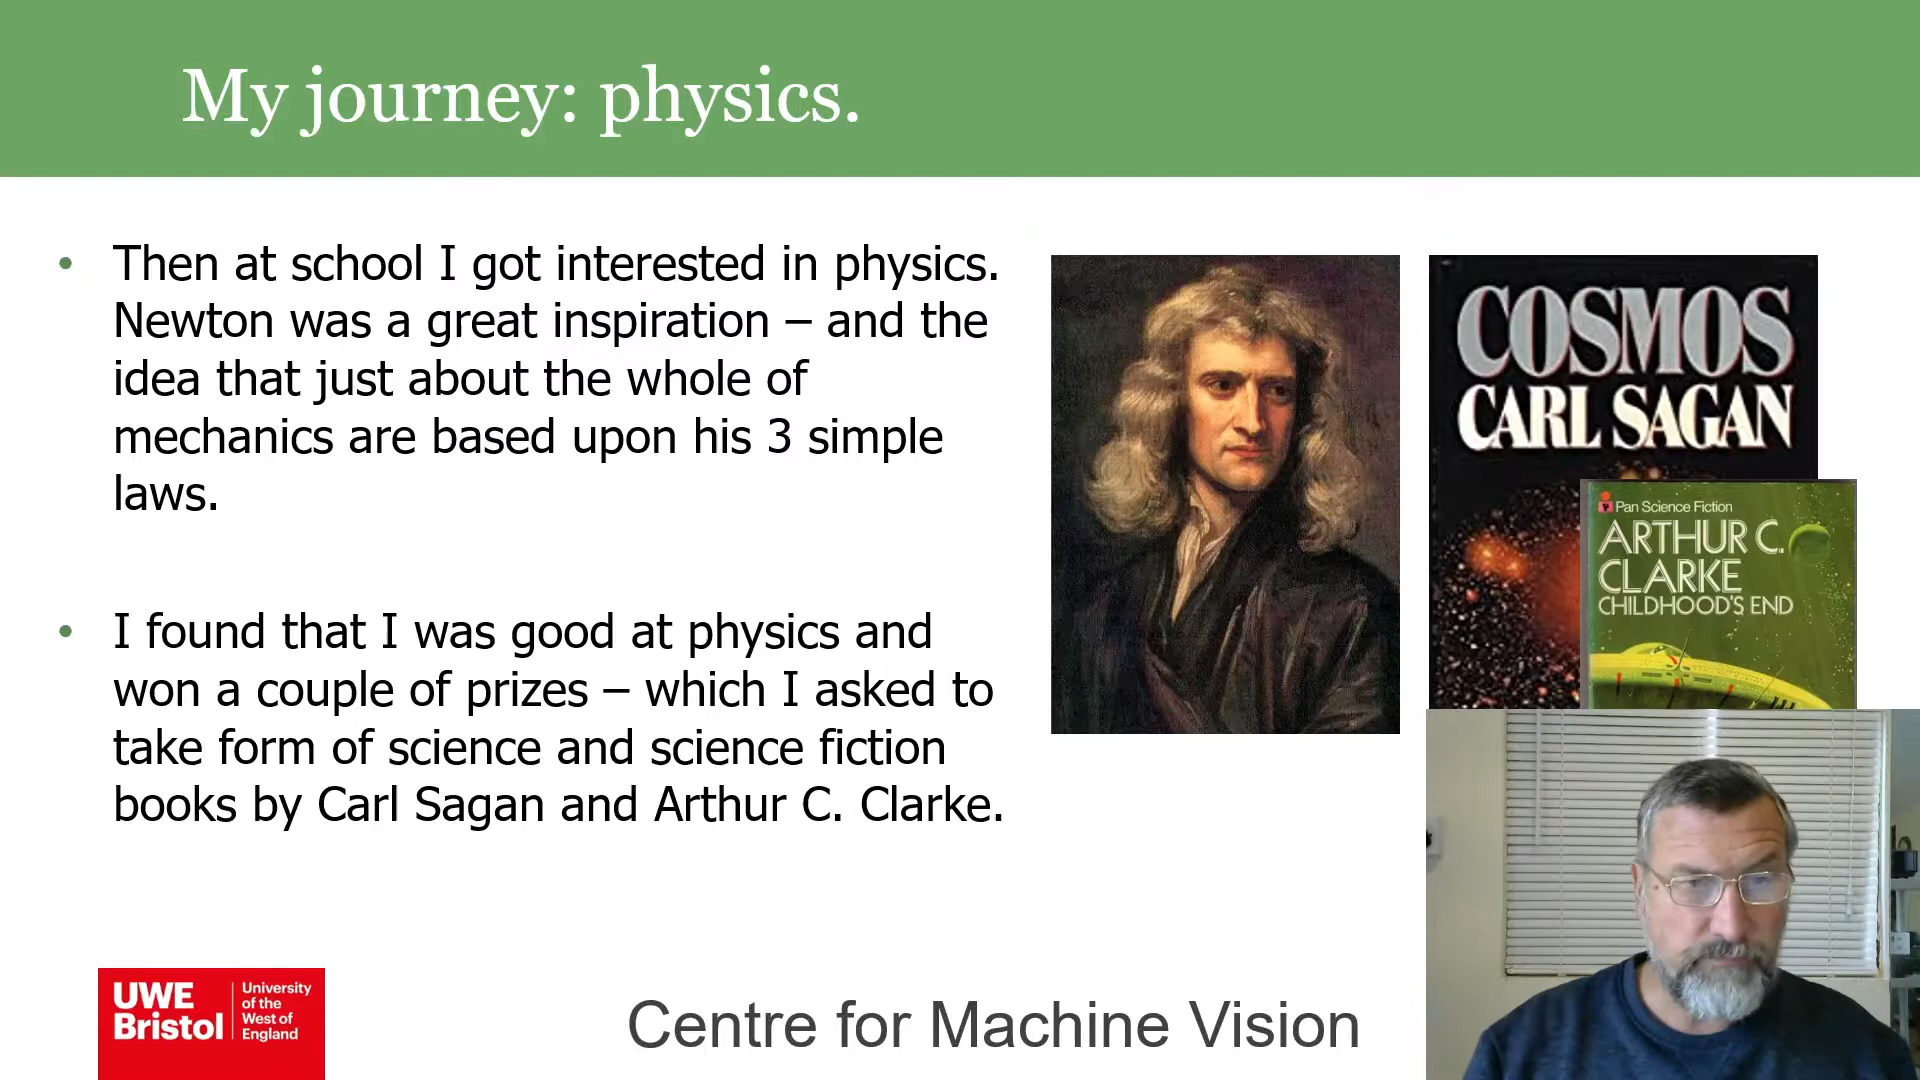 My journey: physics.
• Then at school I got interested in physics.
Newton was a great inspiration – and the
idea that just about the whole of
mechanics are based upon his 3 simple
laws.
• I found that I was good at physics and
won a couple of prizes – which I asked to
take form of science and science fiction
books by Carl Sagan and Arthur C. Clarke.
COSMOS
CARL SAGAN
Pan Science Fiction
ARTHUR C.
CLARKE
CHILDHOOD'S END
UWE
Bristol
University
of the
West of
England
Centre for Machine Vision